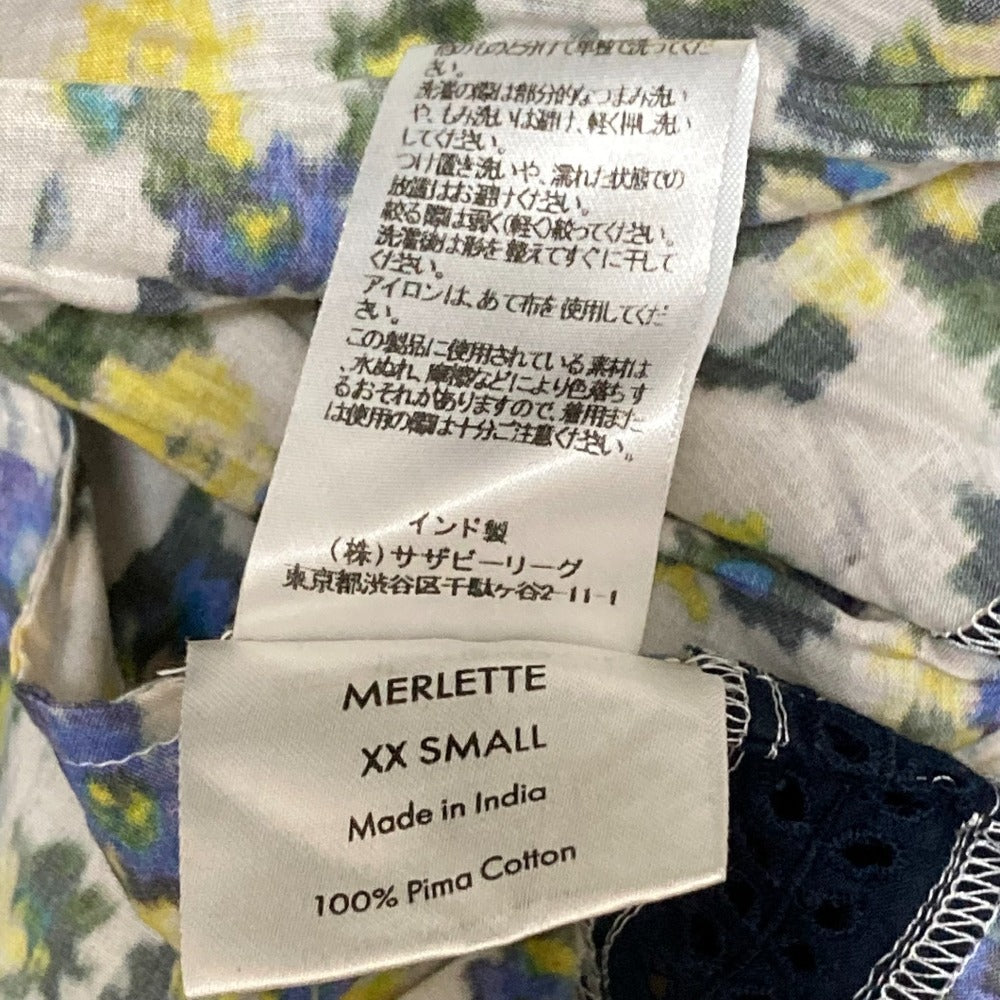 他のものと分けて単独で洗ってくだ
さい。
洗濯の際は部分的なつまみ洗い
や、もみ洗いは避け、軽く押し洗い
してください。
つけ置き洗いや、濡れた状態での
放置はお避けください。
絞る際は弱く(軽く)絞ってください。
洗濯後は形を整えてすぐに干して
ください。
アイロンは、あて布を使用してくだ
さい。
この製品に使用されている素材は
、水ぬれ、摩擦などにより色落ちす
るおそれがありますので、着用また
は使用の際は十分ご注意ください。
インド製
(株)サザビーリーグ
東京都渋谷区千駄ヶ谷2-11-1
MERLETTE
XX SMALL
Made in India
100% Pima Cotton